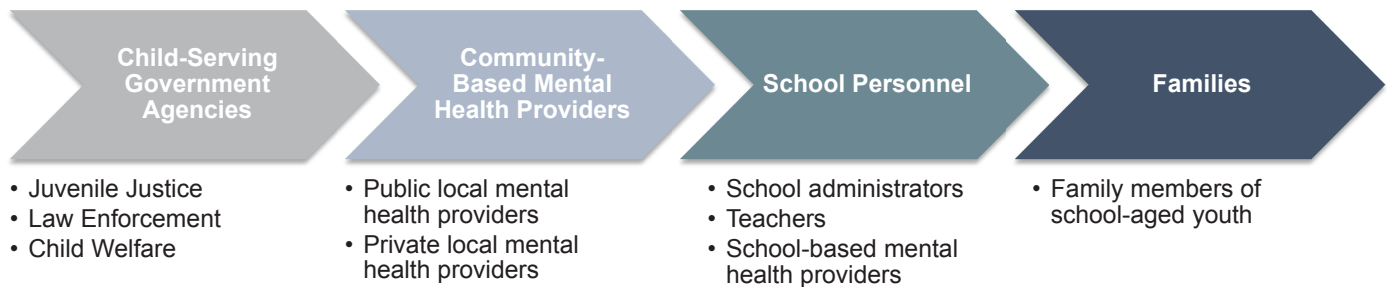 Child-Serving
Government
Agencies
• Juvenile Justice
• Law Enforcement
• Child Welfare
Community-
Based Mental
Health Providers
• Public local mental
health providers
• Private local mental
health providers
School Personnel
• School administrators
• Teachers
• School-based mental
health providers
Families
• Family members of
school-aged youth